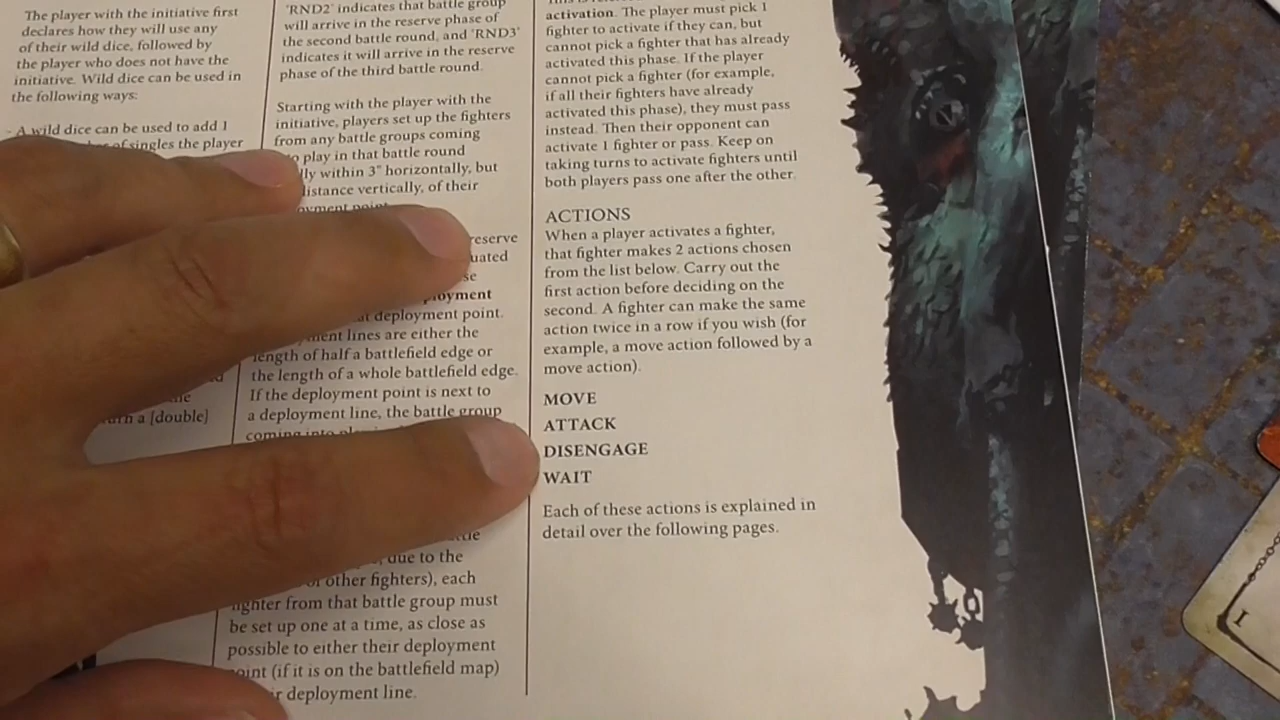 The player with the initiative first
declares how they will use any
of their wild dice, followed by
the player who does not have the
initiative. Wild dice can be used in
the following ways:
- A wild dice can be used to add 1
of singles the player
a [double]
'RND2' indicates that battle group
will arrive in the reserve phase of
the second battle round, and 'RND3'
indicates it will arrive in the reserve
phase of the third battle round.
Starting with the player with the
initiative, players set up the fighters
from any battle groups coming
play in that battle round
within 3" horizontally, but
distance vertically, of their
point
reserve
deployment point.
lines are either the
length of half a battlefield edge or
the length of a whole battlefield edge.
If the deployment point is next to
a deployment line, the battle group
coming into
due to the
other fighters), each
fighter from that battle group must
be set up one at a time, as close as
possible to either their deployment
point (if it is on the battlefield map)
deployment line.
activation. The player must pick 1
fighter to activate if they can, but
cannot pick a fighter that has already
activated this phase. If the player
cannot pick a fighter (for example,
if all their fighters have already
activated this phase), they must pass
instead. Then their opponent can
activate 1 fighter or pass. Keep on
taking turns to activate fighters until
both players pass one after the other.
ACTIONS
When a player activates a fighter,
that fighter makes 2 actions chosen
from the list below. Carry out the
first action before deciding on the
second. A fighter can make the same
action twice in a row if you wish (for
example, a move action followed by a
move action).
MOVE
ATTACK
DISENGAGE
WAIT
Each of these actions is explained in
detail over the following pages.
I